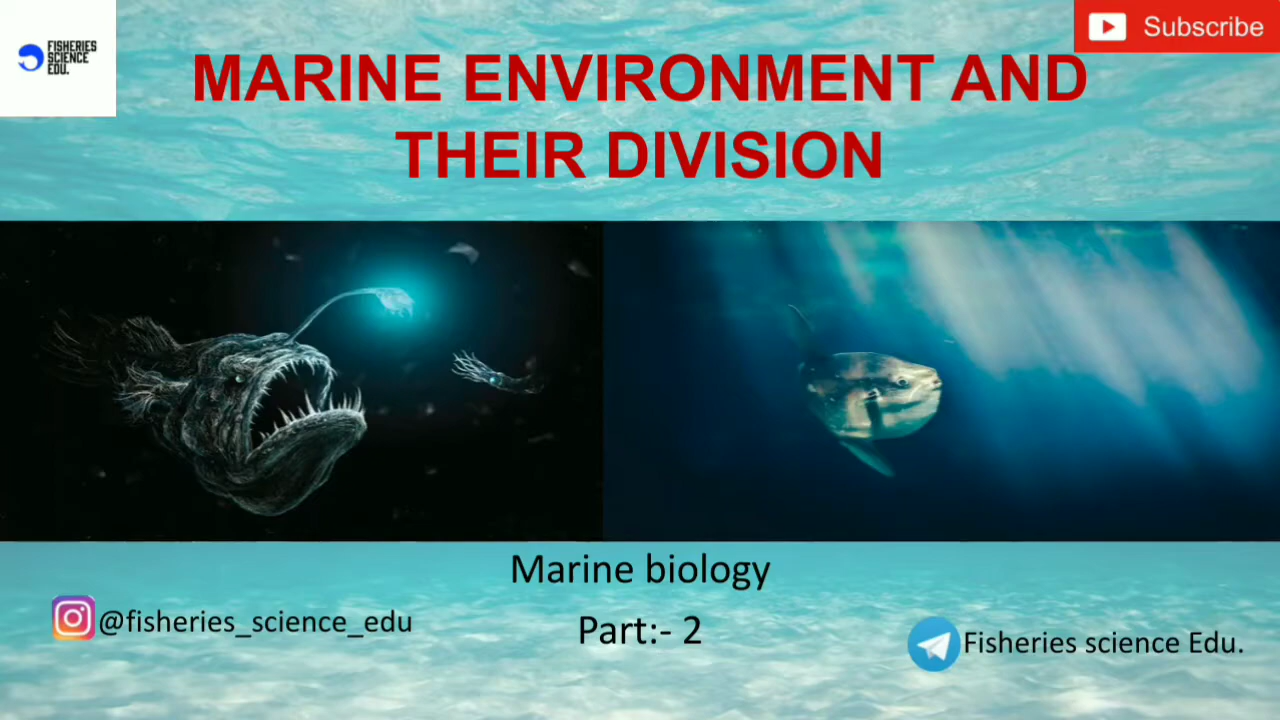 FISHERIES
SCIENCE
EDU.
Subscribe
MARINE ENVIRONMENT AND
THEIR DIVISION
Marine biology
@fisheries_science_edu
Part:- 2
Fisheries science Edu.